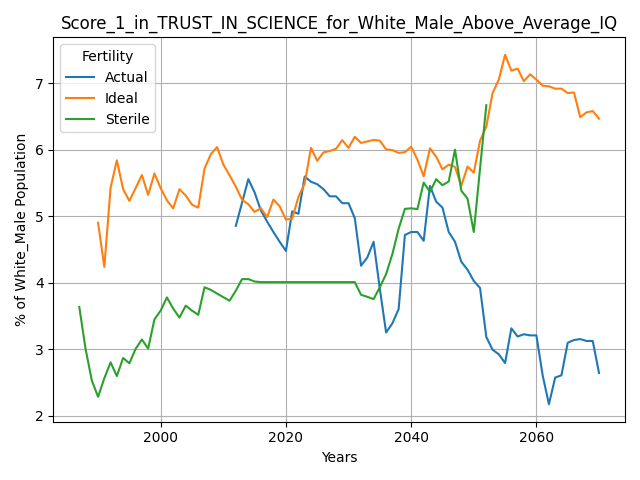 Score_1_in_TRUST_IN_SCIENCE_for_White_Male_Above_Average_IQ
Fertility
Actual
Ideal
Sterile
% of White_Male Population
7
6
5
4
3
2
2000 2020 2040 2060
Years